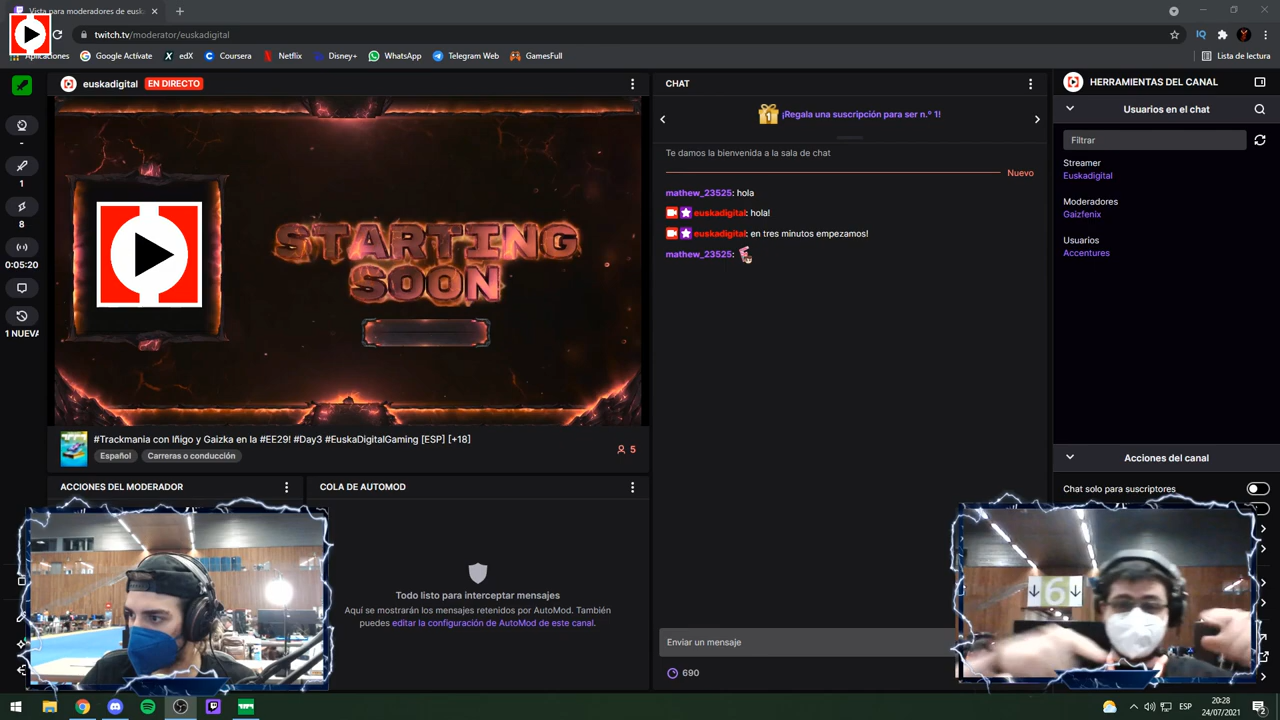 Vista para moderadores de eusk
twitch.tv/moderator/euskadigital
Aplicaciones
Google Activate
edX
Coursera
Netflix
Disney+
WhatsApp
Telegram Web
GamesFull
Lista de lectura
euskadigital
EN DIRECTO
CHAT
HERRAMIENTAS DEL CANAL
Usuarios en el chat
1
¡Regala una suscripción para ser n.º 1!
Filtrar
Te damos la bienvenida a la sala de chat
Nuevo
Streamer
Euskadigital
mathew_23525: hola
euskadigital: hola!
euskadigital: en tres minutos empezamos!
mathew_23525:
Moderadores
Gaizfenix
Usuarios
Accentures
-
1
8
0:05:20
1 NUEVA
STARTING
SOON
#Trackmania con Iñigo y Gaizka en la #EE29! #Day3 #EuskaDigitalGaming [ESP] [+18]
Español
Carreras o conducción
5
Acciones del canal
Chat solo para suscriptores
ACCIONES DEL MODERADOR
COLA DE AUTOMOD
Todo listo para interceptar mensajes
Aquí se mostrarán los mensajes retenidos por AutoMod. También
puedes editar la configuración de AutoMod de este canal.
Enviar un mensaje
690
6
ESP
20:28
24/07/2021
2